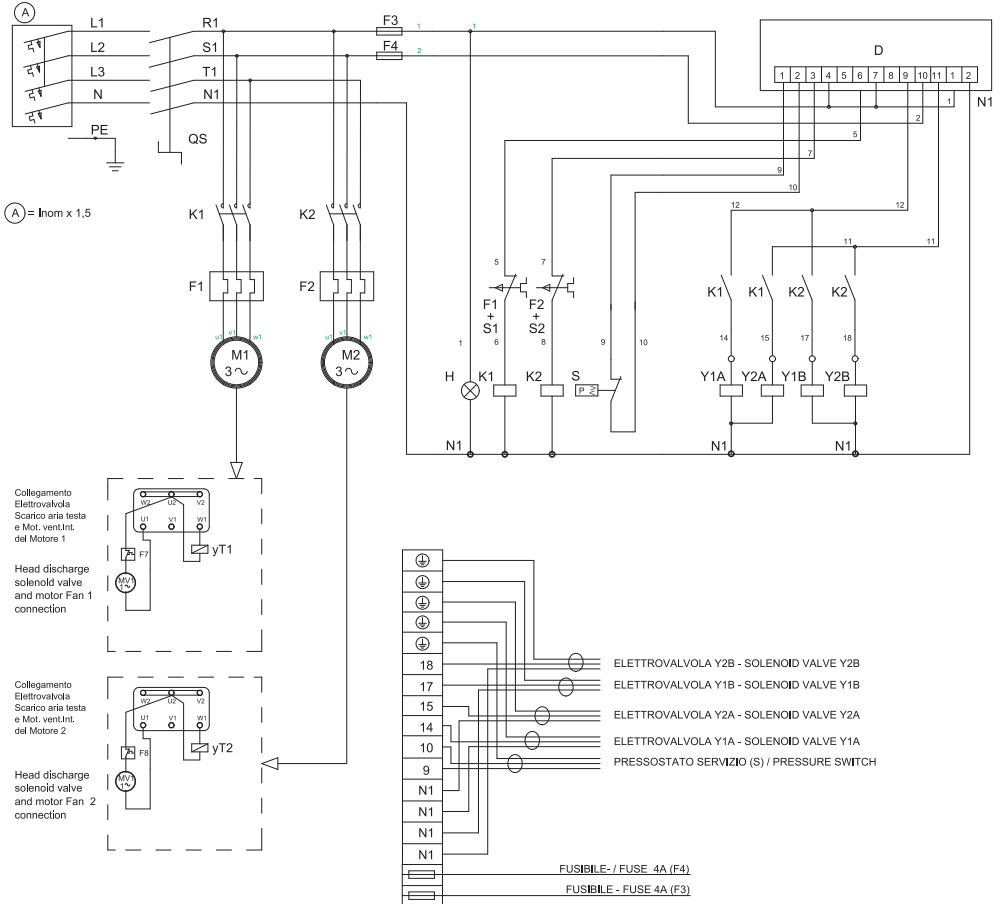 A
L1 R1 F3 1 1
L2 S1 F4 2
L3 T1
N N1
PE QS
A = Inom x 1,5
D
1 2 3 4 5 6 7 8 9 10 11 1 2
N1
1
2
5
7
9
10
12 12
11 11
K1 K2
F1 F2
u1 v1 w1 u1 v1 w1
M1 M2
3~ 3~
5 7
F1 F2
+ +
S1 S2
1 6 8 9 10
H K1 K2 S
P
K1 K1 K2 K2
14 15 17 18
Y1A Y2A Y1B Y2B
N1 N1 N1
Collegamento
Elettrovalvola
Scarico aria testa
e Mot. vent.Int.
del Motore 1
Head discharge
solenold valve
and motor Fan 1
connection
W2 U2 V2
U1 V1 W1
F7 yT1
MV1
1~
Collegamento
Elettrovalvola
Scarico aria testa
e Mot. vent.Int.
del Motore 2
Head discharge
solenoid valve
and motor Fan 2
connection
W2 U2 V2
U1 V1 W1
F8 yT2
MV1
1~
18 ELETTROVALVOLA Y2B - SOLENOID VALVE Y2B
17 ELETTROVALVOLA Y1B - SOLENOID VALVE Y1B
15 ELETTROVALVOLA Y2A - SOLENOID VALVE Y2A
14 ELETTROVALVOLA Y1A - SOLENOID VALVE Y1A
10 PRESSOSTATO SERVIZIO (S) / PRESSURE SWITCH
9
N1
N1
N1
N1
FUSIBILE- / FUSE 4A (F4)
FUSIBILE - FUSE 4A (F3)